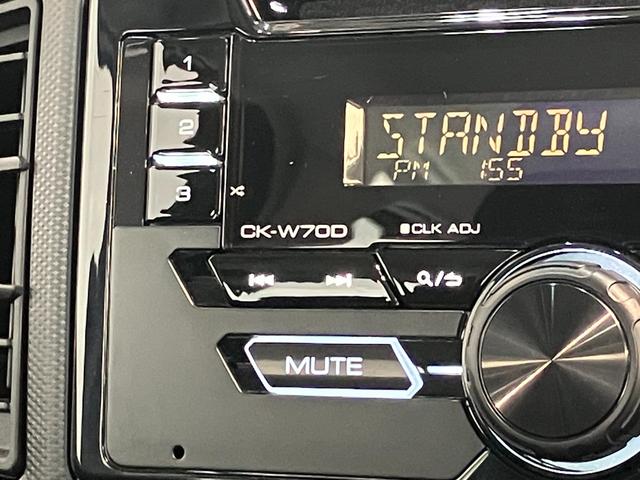 1
2
3
STANDBY
PM 1:55
CK-W70D
CLK ADJ
MUTE